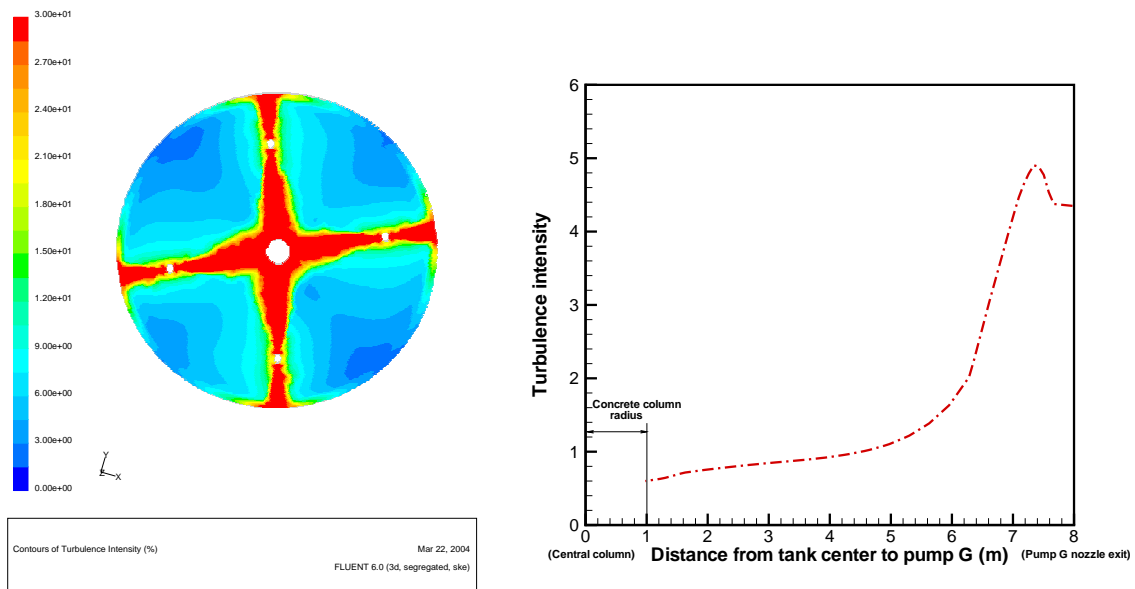 3.00e+01
2.70e+01
2.40e+01
2.10e+01
1.80e+01
1.50e+01
1.20e+01
9.00e+00
6.00e+00
3.00e+00
0.00e+00
Y
Z X
Contours of Turbulence Intensity (%) Mar 22, 2004
FLUENT 6.0 (3d, segregated, ske)
Turbulence intensity
6
5
4
3
2
1
0
Concrete column
radius
0 1 2 3 4 5 6 7 8
(Central column) Distance from tank center to pump G (m) (Pump G nozzle exit)